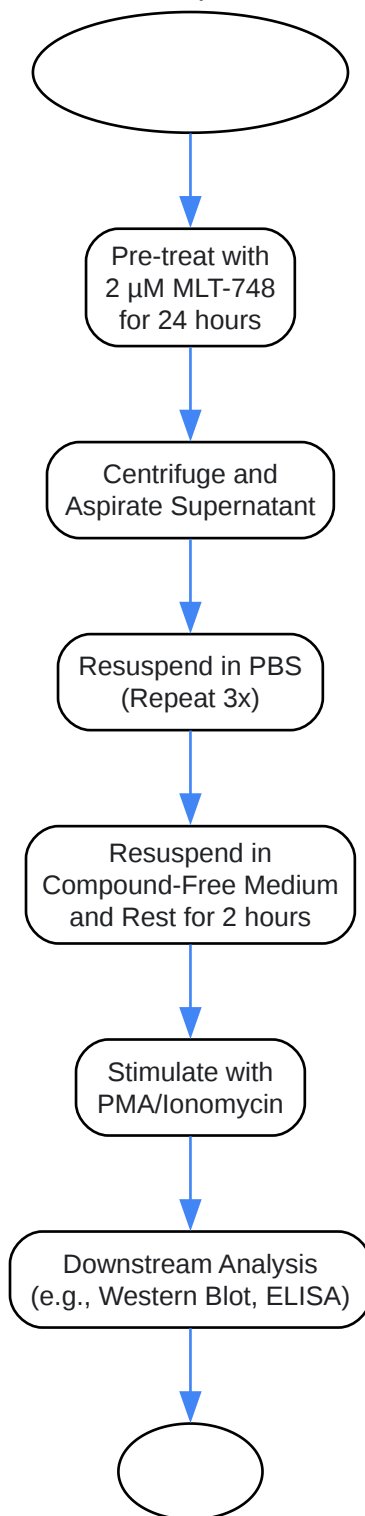 Pre-treat with
2 µM MLT-748
for 24 hours
Centrifuge and
Aspirate Supernatant
Resuspend in PBS
(Repeat 3x)
Resuspend in
Compound-Free Medium
and Rest for 2 hours
Stimulate with
PMA/Ionomycin
Downstream Analysis
(e.g., Western Blot, ELISA)